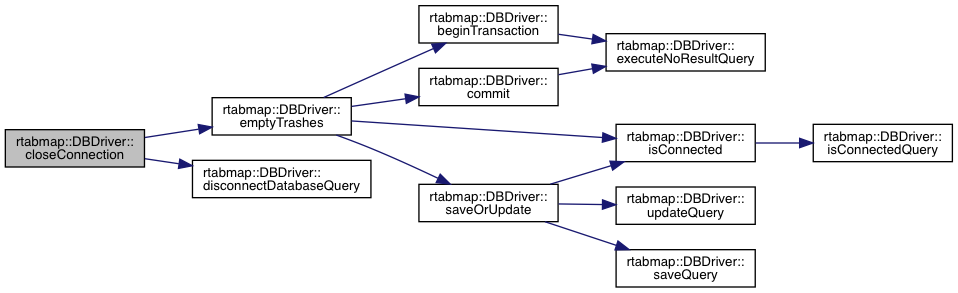 rtabmap::DBDriver::
closeConnection
rtabmap::DBDriver::
emptyTrashes
rtabmap::DBDriver::
disconnectDatabaseQuery
rtabmap::DBDriver::
beginTransaction
rtabmap::DBDriver::
commit
rtabmap::DBDriver::
saveOrUpdate
rtabmap::DBDriver::
executeNoResultQuery
rtabmap::DBDriver::
isConnected
rtabmap::DBDriver::
updateQuery
rtabmap::DBDriver::
saveQuery
rtabmap::DBDriver::
isConnectedQuery